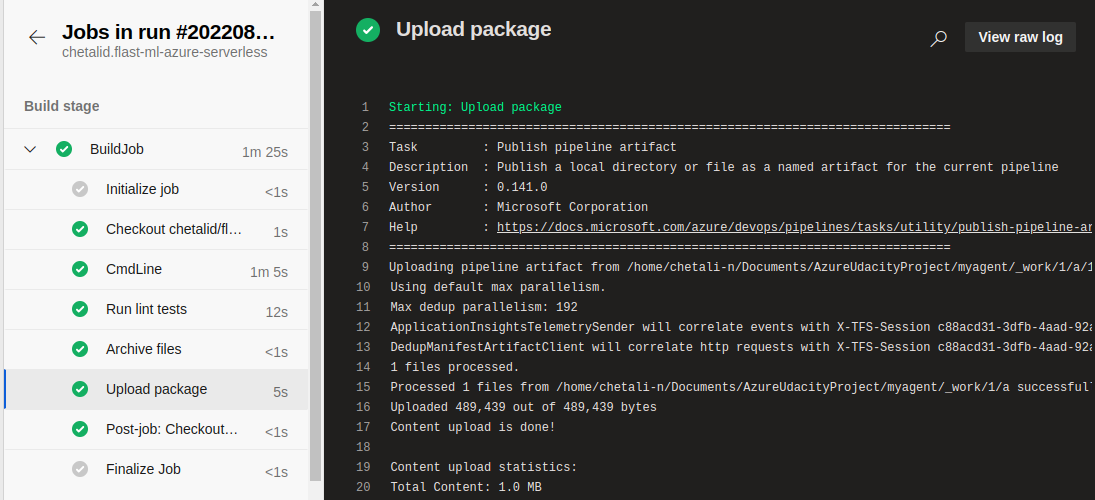 Jobs in run #202208...
chetalid.flast-ml-azure-serverless
Build stage
BuildJob 1m 25s
Initialize job <1s
Checkout chetalid/fl... 1s
CmdLine 1m 5s
Run lint tests 12s
Archive files <1s
Upload package 5s
Post-job: Checkout... <1s
Finalize Job <1s
Upload package
View raw log
1 Starting: Upload package
2 ==============================================================================
3 Task : Publish pipeline artifact
4 Description : Publish a local directory or file as a named artifact for the current pipeline
5 Version : 0.141.0
6 Author : Microsoft Corporation
7 Help : https://docs.microsoft.com/azure/devops/pipelines/tasks/utility/publish-pipeline-ar
8 ==============================================================================
9 Uploading pipeline artifact from /home/chetali-n/Documents/AzureUdacityProject/myagent/_work/1/a/1
10 Using default max parallelism.
11 Max dedup parallelism: 192
12 ApplicationInsightsTelemetrySender will correlate events with X-TFS-Session c88acd31-3dfb-4aad-92a
13 DedupManifestArtifactClient will correlate http requests with X-TFS-Session c88acd31-3dfb-4aad-92a
14 1 files processed.
15 Processed 1 files from /home/chetali-n/Documents/AzureUdacityProject/myagent/_work/1/a successfull
16 Uploaded 489,439 out of 489,439 bytes
17 Content upload is done!
18
19 Content upload statistics:
20 Total Content: 1.0 MB